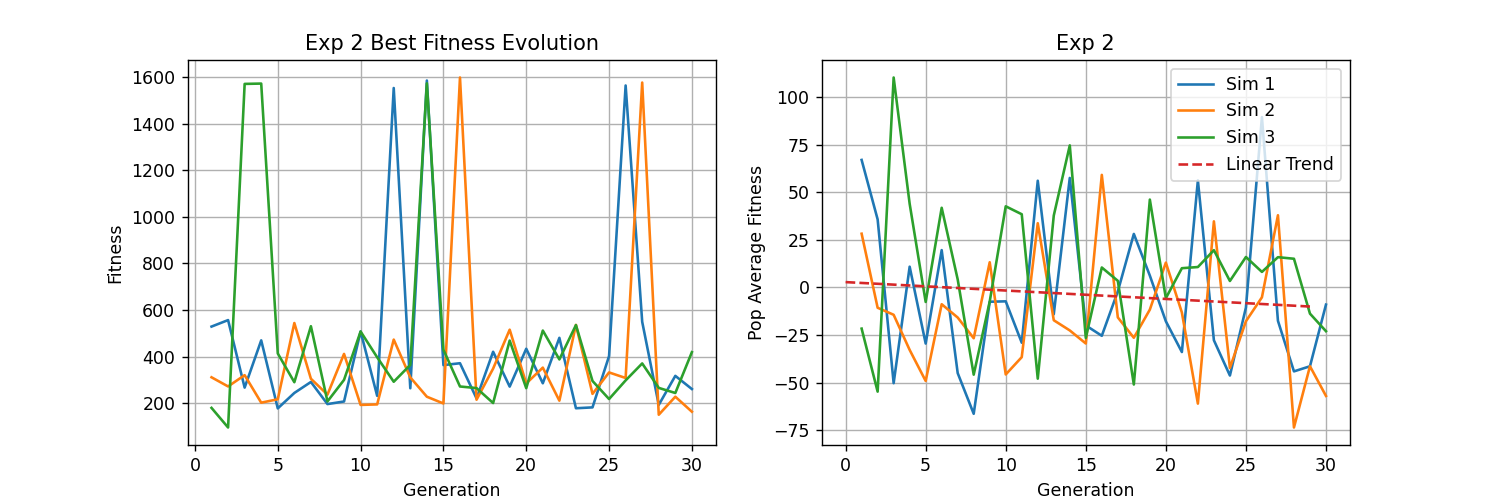 Exp 2 Best Fitness Evolution
Fitness
1600
1400
1200
1000
800
600
400
200
0 5 10 15 20 25 30
Generation
Exp 2
Pop Average Fitness
100
75
50
25
0
−25
−50
−75
0 5 10 15 20 25 30
Generation
Sim 1
Sim 2
Sim 3
Linear Trend